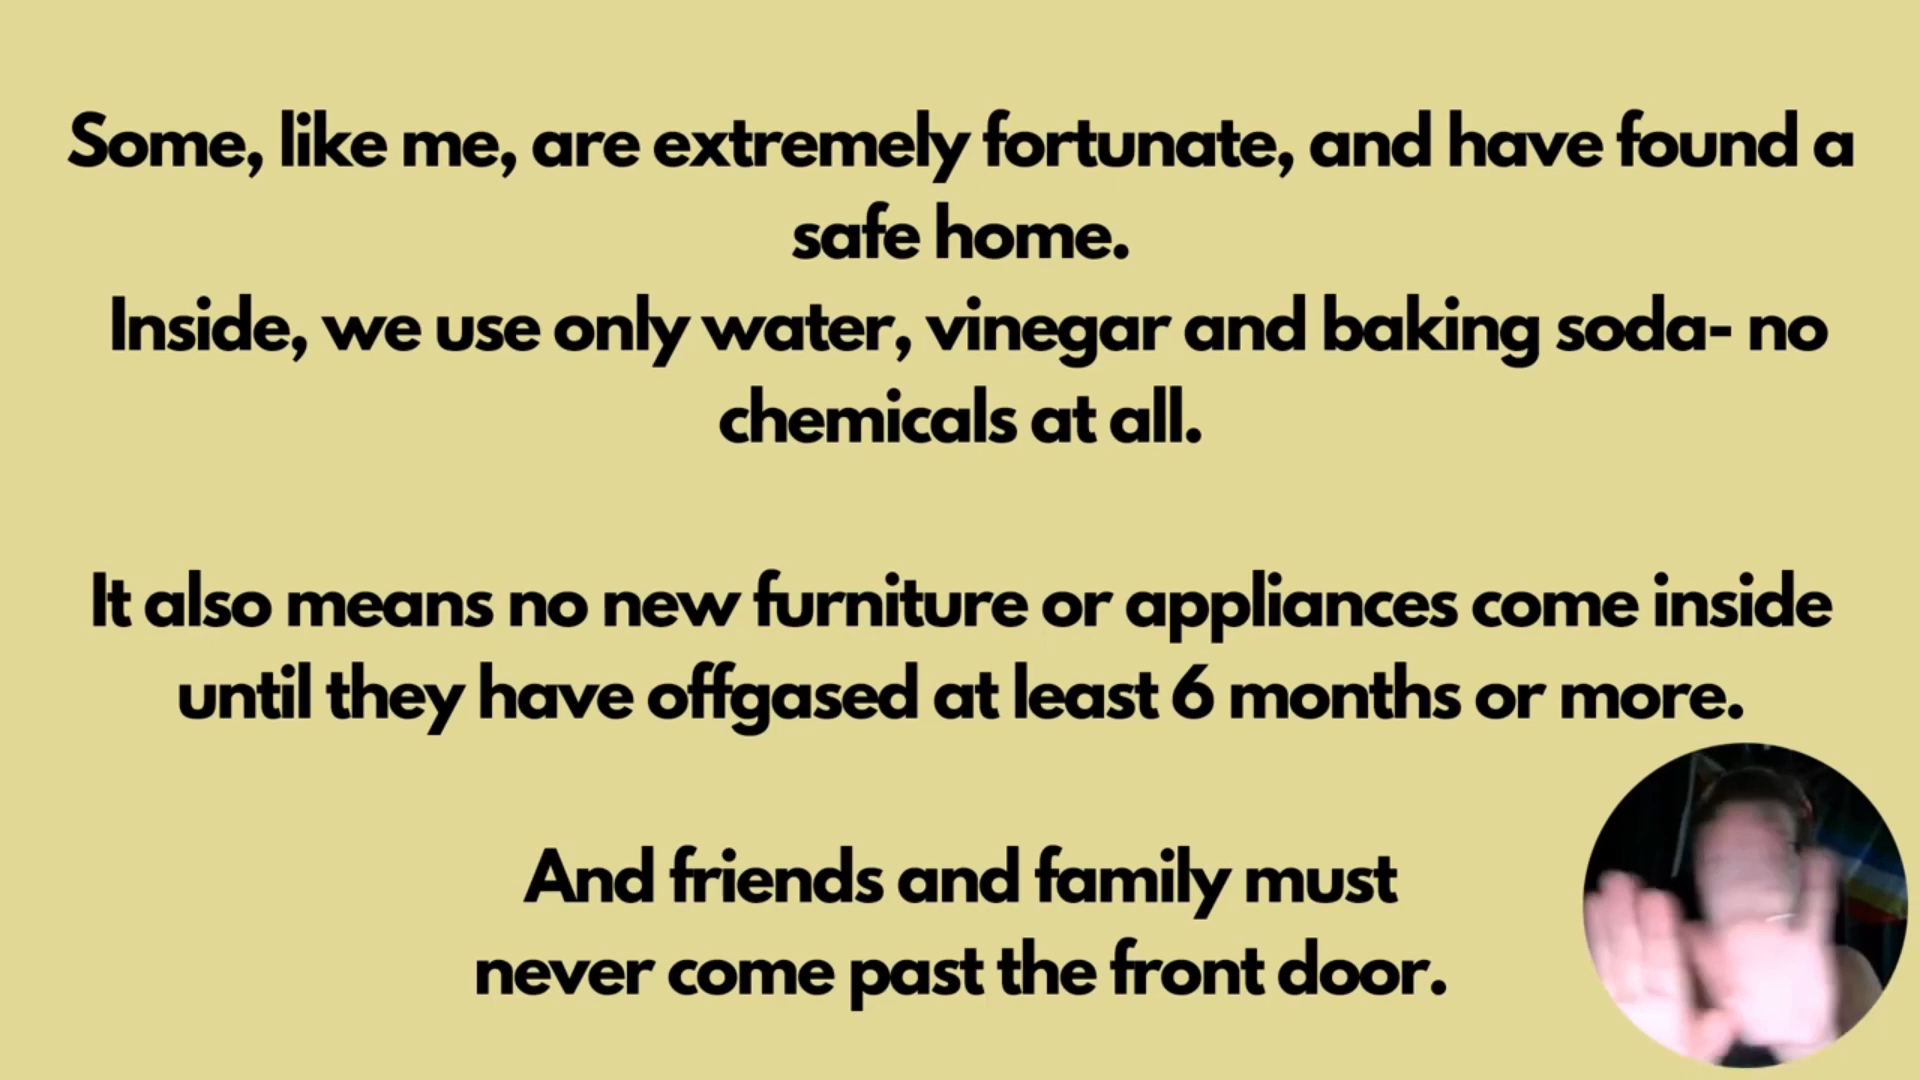 Some, like me, are extremely fortunate, and have found a
safe home.
Inside, we use only water, vinegar and baking soda- no
chemicals at all.
It also means no new furniture or appliances come inside
until they have offgased at least 6 months or more.
And friends and family must
never come past the front door.